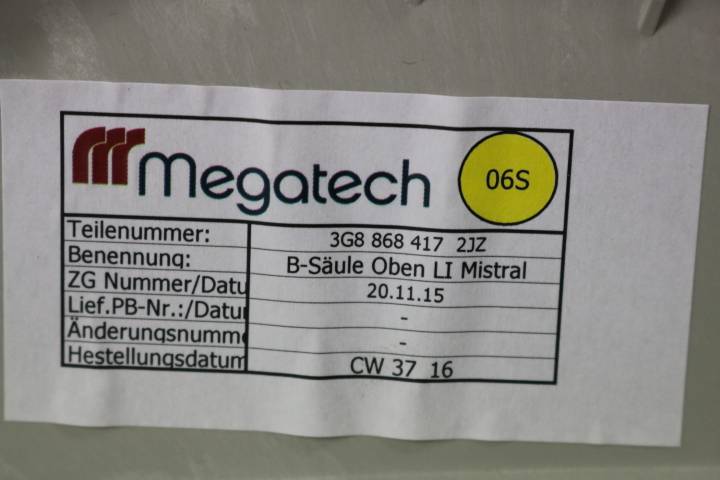 Megatech 06S
Teilenummer: 3G8 868 417 2JZ
Benennung: B-Säule Oben LI Mistral
ZG Nummer/Datu 20.11.15
Lief.PB-Nr.:/Datu -
Änderungsnumm -
Hestellungsdatum CW 37 16